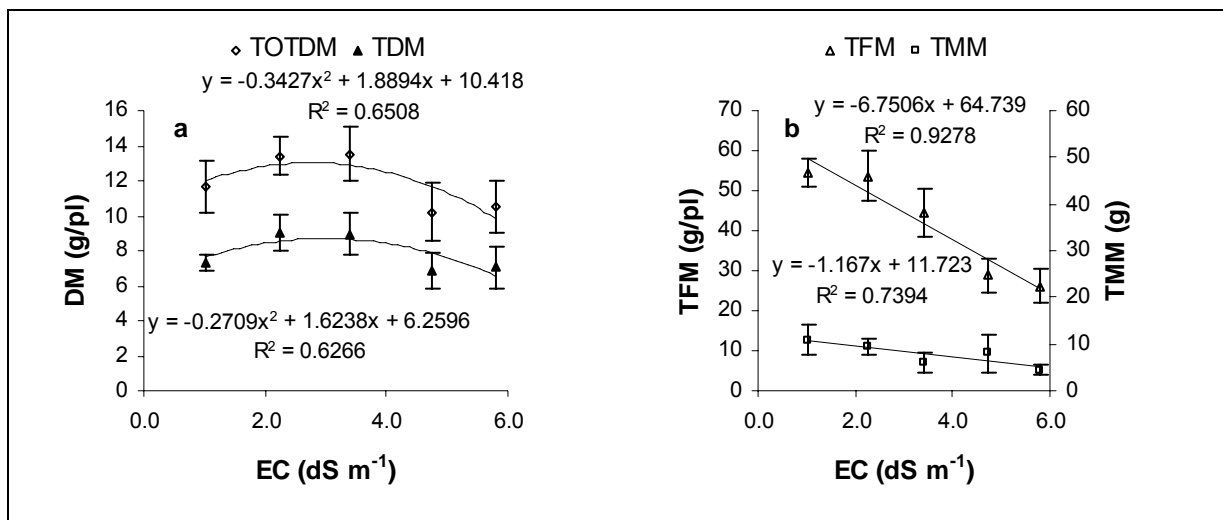 TOTDM TDM
y = -0.3427x² + 1.8894x + 10.418
R² = 0.6508
a
DM (g/pl)
16
14
12
10
8
6
4
2
0
y = -0.2709x² + 1.6238x + 6.2596
R² = 0.6266
0.0 2.0 4.0 6.0
EC (dS m⁻¹)
TFM TMM
y = -6.7506x + 64.739
R² = 0.9278
b
TFM (g/pl)
70
60
50
40
30
20
10
0
y = -1.167x + 11.723
R² = 0.7394
60
50
40
30
20
10
0
TMM (g)
0.0 2.0 4.0 6.0
EC (dS m⁻¹)